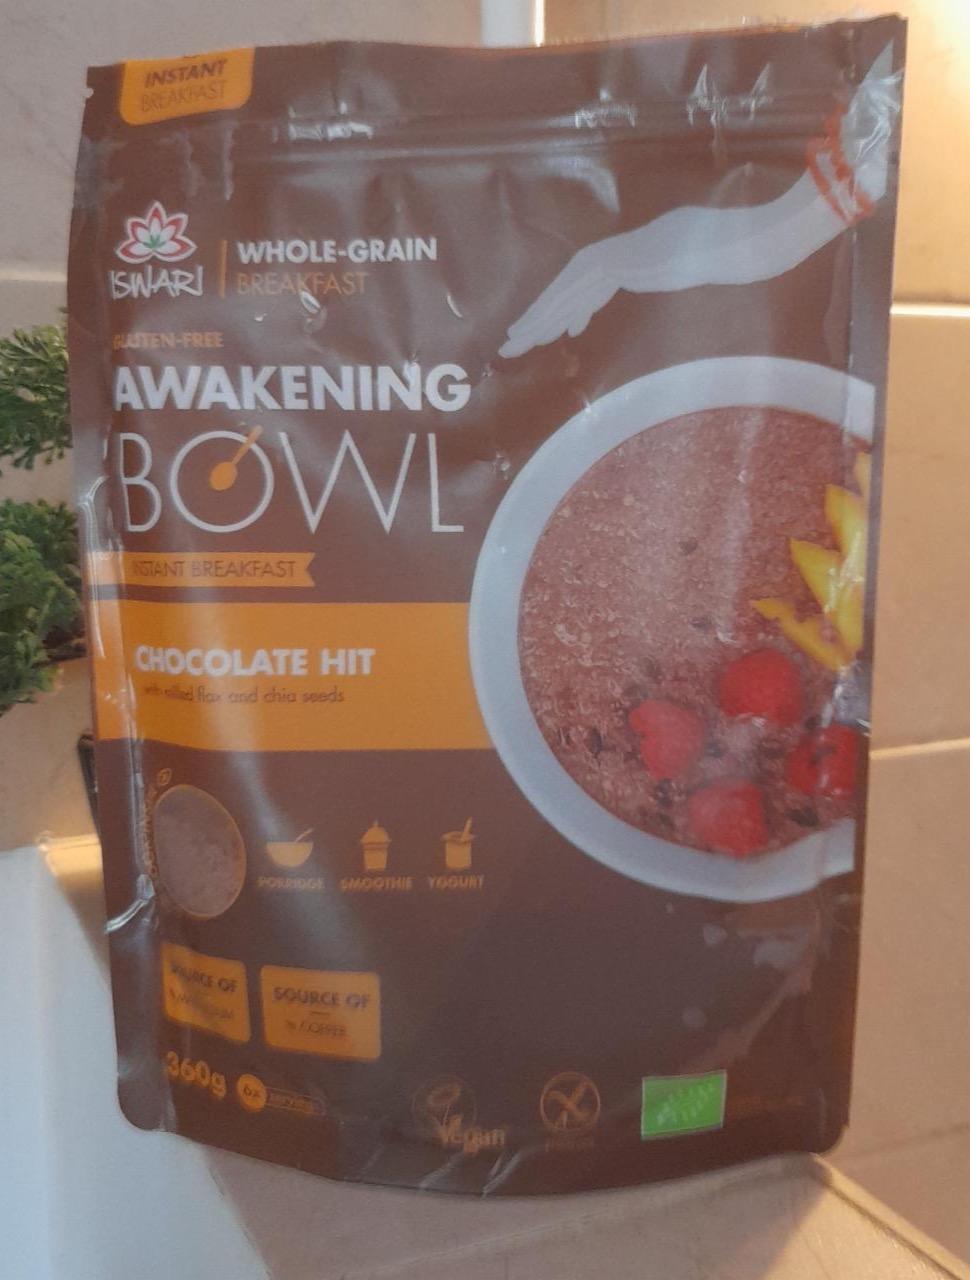 INSTANT
BREAKFAST
ISWARI
WHOLE-GRAIN
BREAKFAST
GLUTEN-FREE
AWAKENING
BOWL
INSTANT BREAKFAST
CHOCOLATE HIT
with milled flax and chia seeds
PORRIDGE SMOOTHIE YOGURT
SOURCE OF
SOURCE OF
COPPER
360g 6x
Vegan